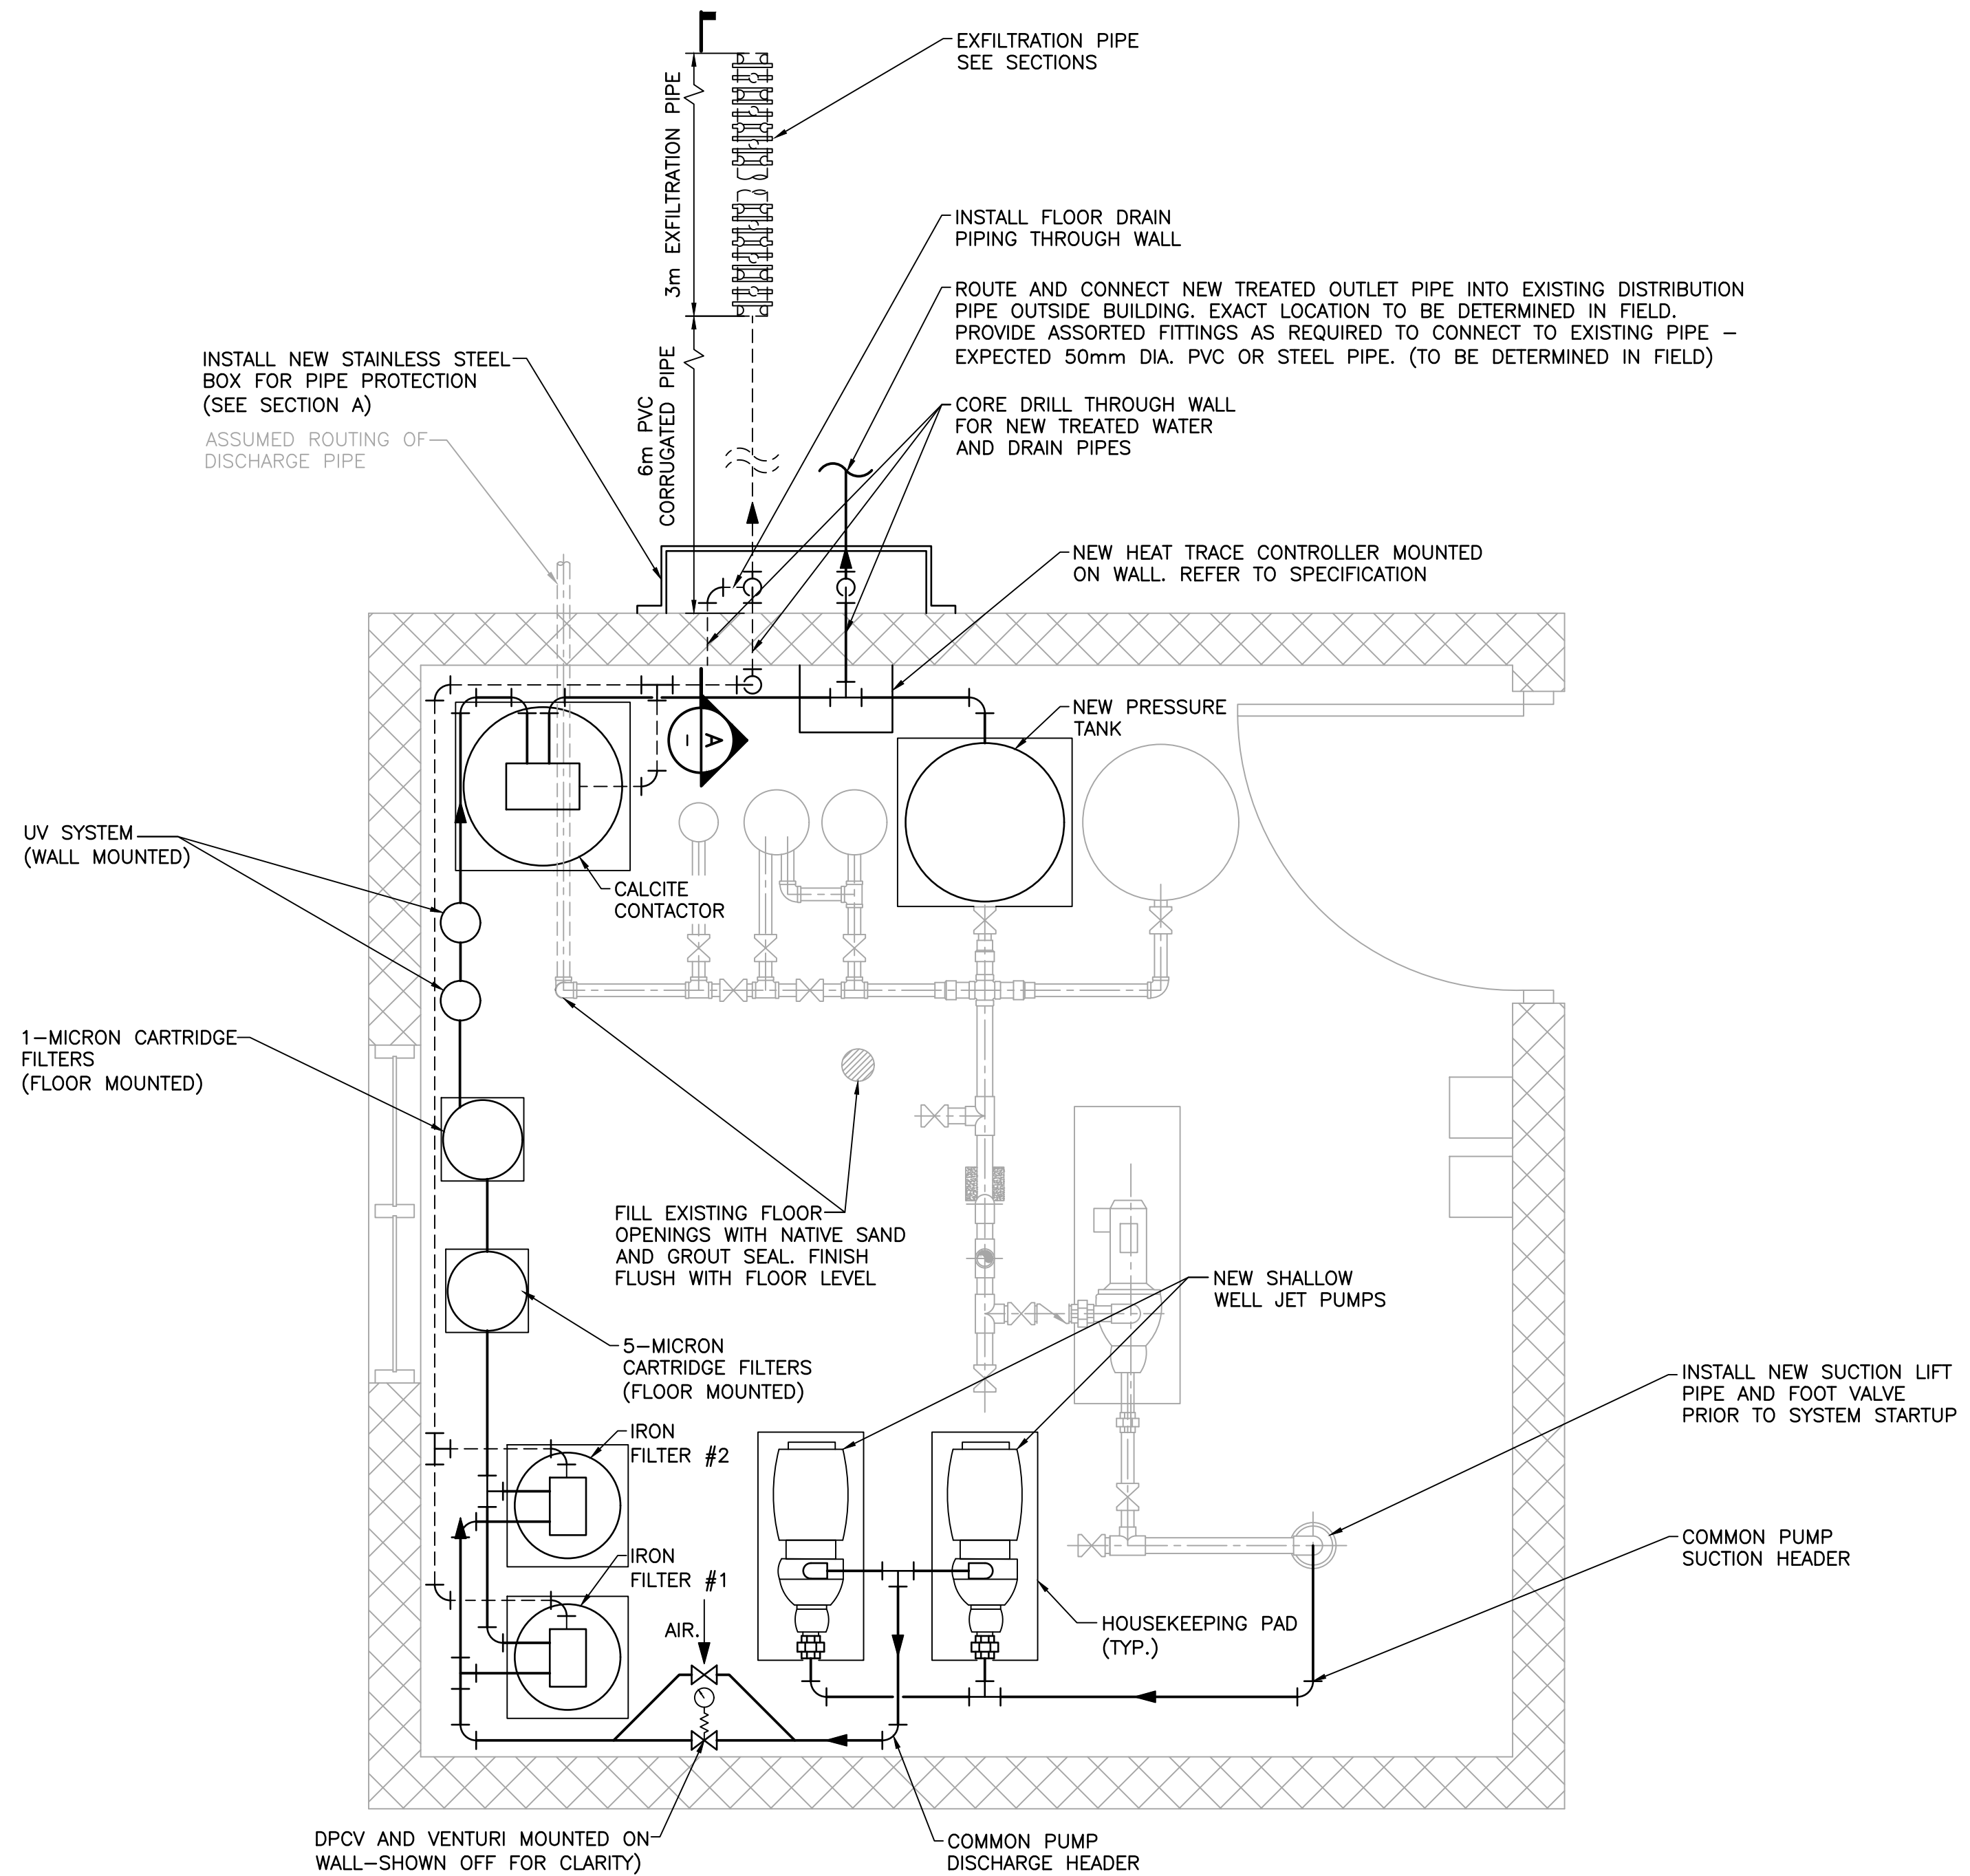 EXFILTRATION PIPE
SEE SECTIONS
3m EXFILTRATION PIPE
INSTALL FLOOR DRAIN
PIPING THROUGH WALL
ROUTE AND CONNECT NEW TREATED OUTLET PIPE INTO EXISTING DISTRIBUTION
PIPE OUTSIDE BUILDING. EXACT LOCATION TO BE DETERMINED IN FIELD.
PROVIDE ASSORTED FITTINGS AS REQUIRED TO CONNECT TO EXISTING PIPE –
EXPECTED 50mm DIA. PVC OR STEEL PIPE. (TO BE DETERMINED IN FIELD)
INSTALL NEW STAINLESS STEEL
BOX FOR PIPE PROTECTION
(SEE SECTION A)
ASSUMED ROUTING OF
DISCHARGE PIPE
6m PVC
CORRUGATED PIPE
CORE DRILL THROUGH WALL
FOR NEW TREATED WATER
AND DRAIN PIPES
NEW HEAT TRACE CONTROLLER MOUNTED
ON WALL. REFER TO SPECIFICATION
NEW PRESSURE
TANK
A
–
UV SYSTEM
(WALL MOUNTED)
CALCITE
CONTACTOR
1–MICRON CARTRIDGE
FILTERS
(FLOOR MOUNTED)
FILL EXISTING FLOOR
OPENINGS WITH NATIVE SAND
AND GROUT SEAL. FINISH
FLUSH WITH FLOOR LEVEL
NEW SHALLOW
WELL JET PUMPS
5–MICRON
CARTRIDGE FILTERS
(FLOOR MOUNTED)
INSTALL NEW SUCTION LIFT
PIPE AND FOOT VALVE
PRIOR TO SYSTEM STARTUP
IRON
FILTER #2
COMMON PUMP
SUCTION HEADER
IRON
FILTER #1
AIR.
HOUSEKEEPING PAD
(TYP.)
DPCV AND VENTURI MOUNTED ON
WALL–SHOWN OFF FOR CLARITY)
COMMON PUMP
DISCHARGE HEADER